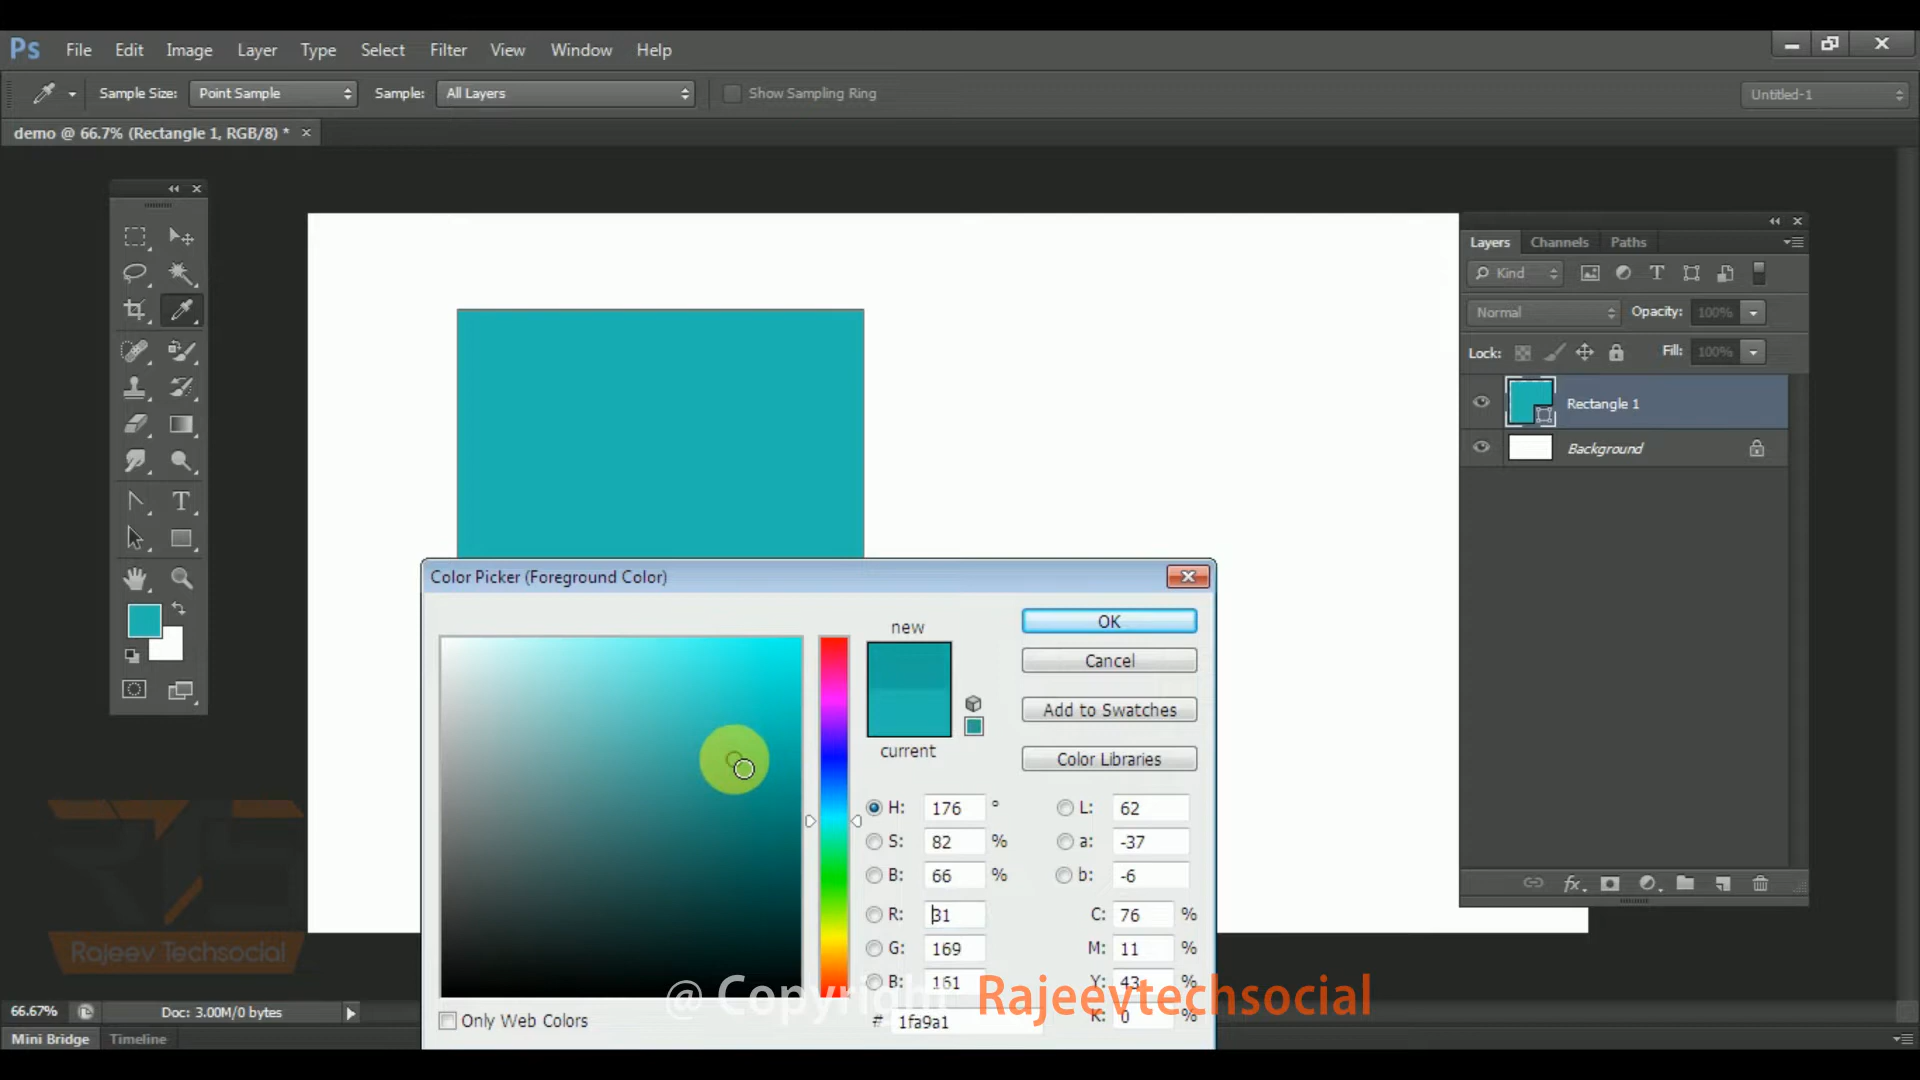 Ps File Edit Image Layer Type Select Filter View Window Help
Sample Size: Point Sample Sample: All Layers Show Sampling Ring Untitled-1
demo @ 66.7% (Rectangle 1, RGB/8) * ×
Layers Channels Paths
Kind
Normal Opacity: 100%
Lock: Fill: 100%
Rectangle 1
Background
T
Color Picker (Foreground Color)
new
OK
Cancel
Add to Swatches
current
Color Libraries
H: 176 ° L: 62
S: 82 % a: -37
B: 66 % b: -6
R: 31 C: 76 %
G: 169 M: 11 %
B: 161 Y: 43 %
# 1fa9a1 K: 0 %
Only Web Colors
RTS
Rajeev Techsocial
@ Copyright Rajeevtechsocial
66.67% Doc: 3.00M/0 bytes
Mini Bridge Timeline